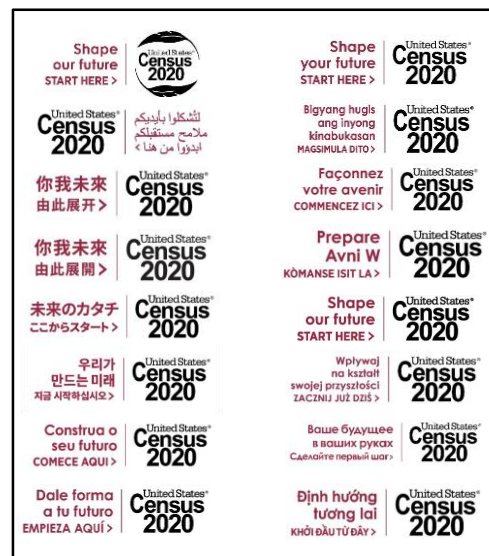 Shape
our future
START HERE >
United States®
Census
2020
Shape
your future
START HERE >
United States®
Census
2020
United States®
Census
2020
لتُشكلوا بأيديكم
ملامح مستقبلكم
ابدؤوا من هنا >
Bigyang hugis
ang inyong
kinabukasan
MAGSIMULA DITO >
United States®
Census
2020
你我未來
由此展开 >
United States®
Census
2020
Façonnez
votre avenir
COMMENCEZ ICI >
United States®
Census
2020
你我未來
由此展開 >
United States®
Census
2020
Prepare
Avni W
KÒMANSE ISIT LA >
United States®
Census
2020
未来のカタチ
ここからスタート >
United States®
Census
2020
Shape
our future
START HERE >
United States®
Census
2020
우리가
만드는 미래
지금 시작하십시오 >
United States®
Census
2020
Wpływaj
na kształt
swojej przyszłości
ZACZNIJ JUŻ DZIŚ >
United States®
Census
2020
Construa o
seu futuro
COMECE AQUI >
United States®
Census
2020
Ваше будущее
в ваших руках
Сделайте первый шаг >
United States®
Census
2020
Dale forma
a tu futuro
EMPIEZA AQUÍ >
United States®
Census
2020
Định hướng
tương lai
KHỞI ĐẦU TỪ ĐÂY >
United States®
Census
2020